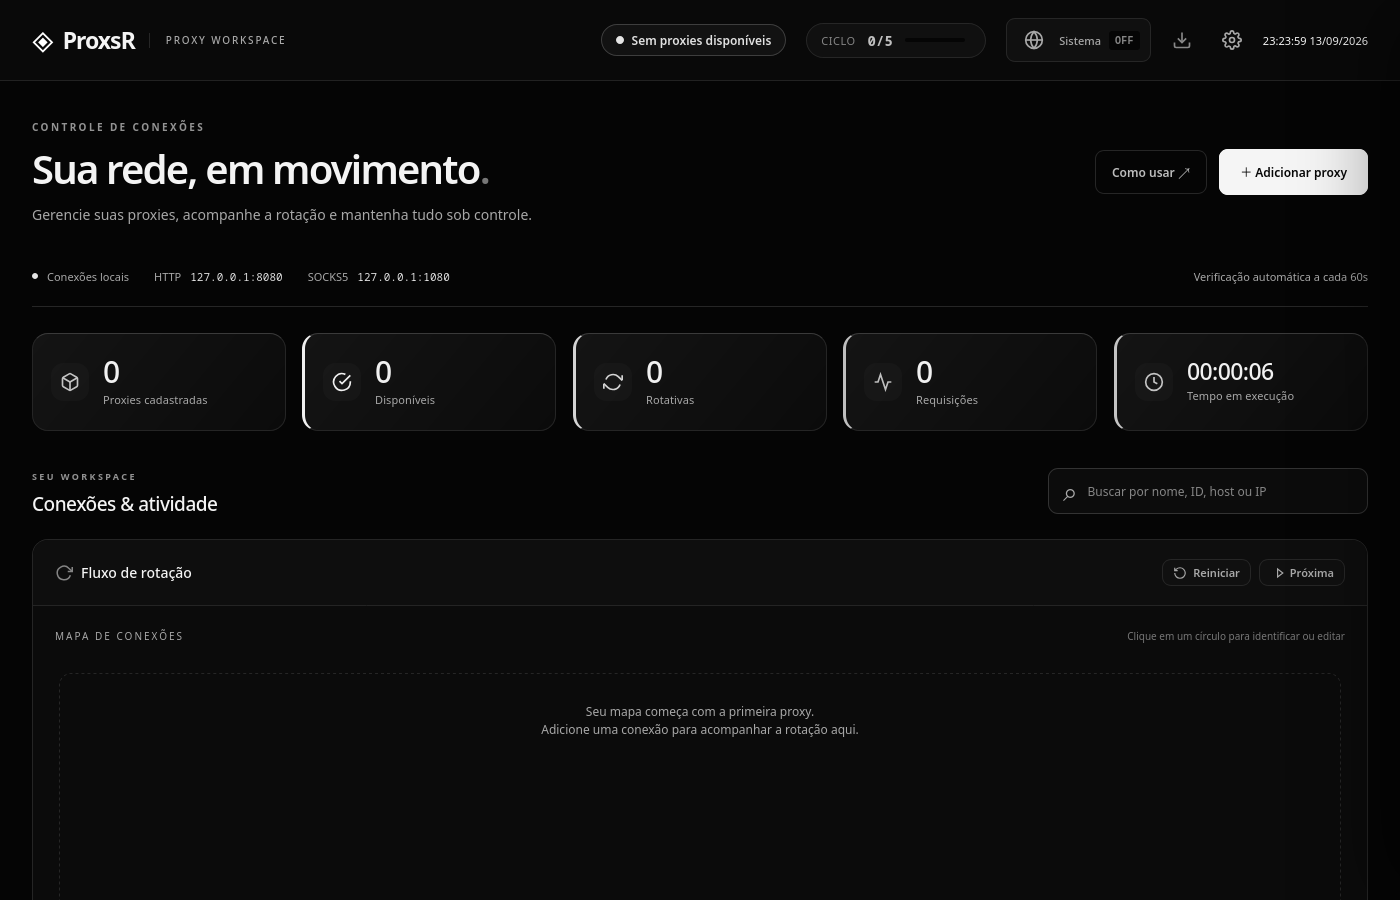 ProxsR
PROXY WORKSPACE
Sem proxies disponíveis
CICLO 0/5
Sistema OFF
23:23:59 13/09/2026
CONTROLE DE CONEXÕES
Sua rede, em movimento.
Gerencie suas proxies, acompanhe a rotação e mantenha tudo sob controle.
Como usar ↗
+ Adicionar proxy
Conexões locais HTTP 127.0.0.1:8080 SOCKS5 127.0.0.1:1080
Verificação automática a cada 60s
0
Proxies cadastradas
0
Disponíveis
0
Rotativas
0
Requisições
00:00:06
Tempo em execução
SEU WORKSPACE
Conexões & atividade
Buscar por nome, ID, host ou IP
Fluxo de rotação
Reiniciar
Próxima
MAPA DE CONEXÕES
Clique em um círculo para identificar ou editar
Seu mapa começa com a primeira proxy.
Adicione uma conexão para acompanhar a rotação aqui.